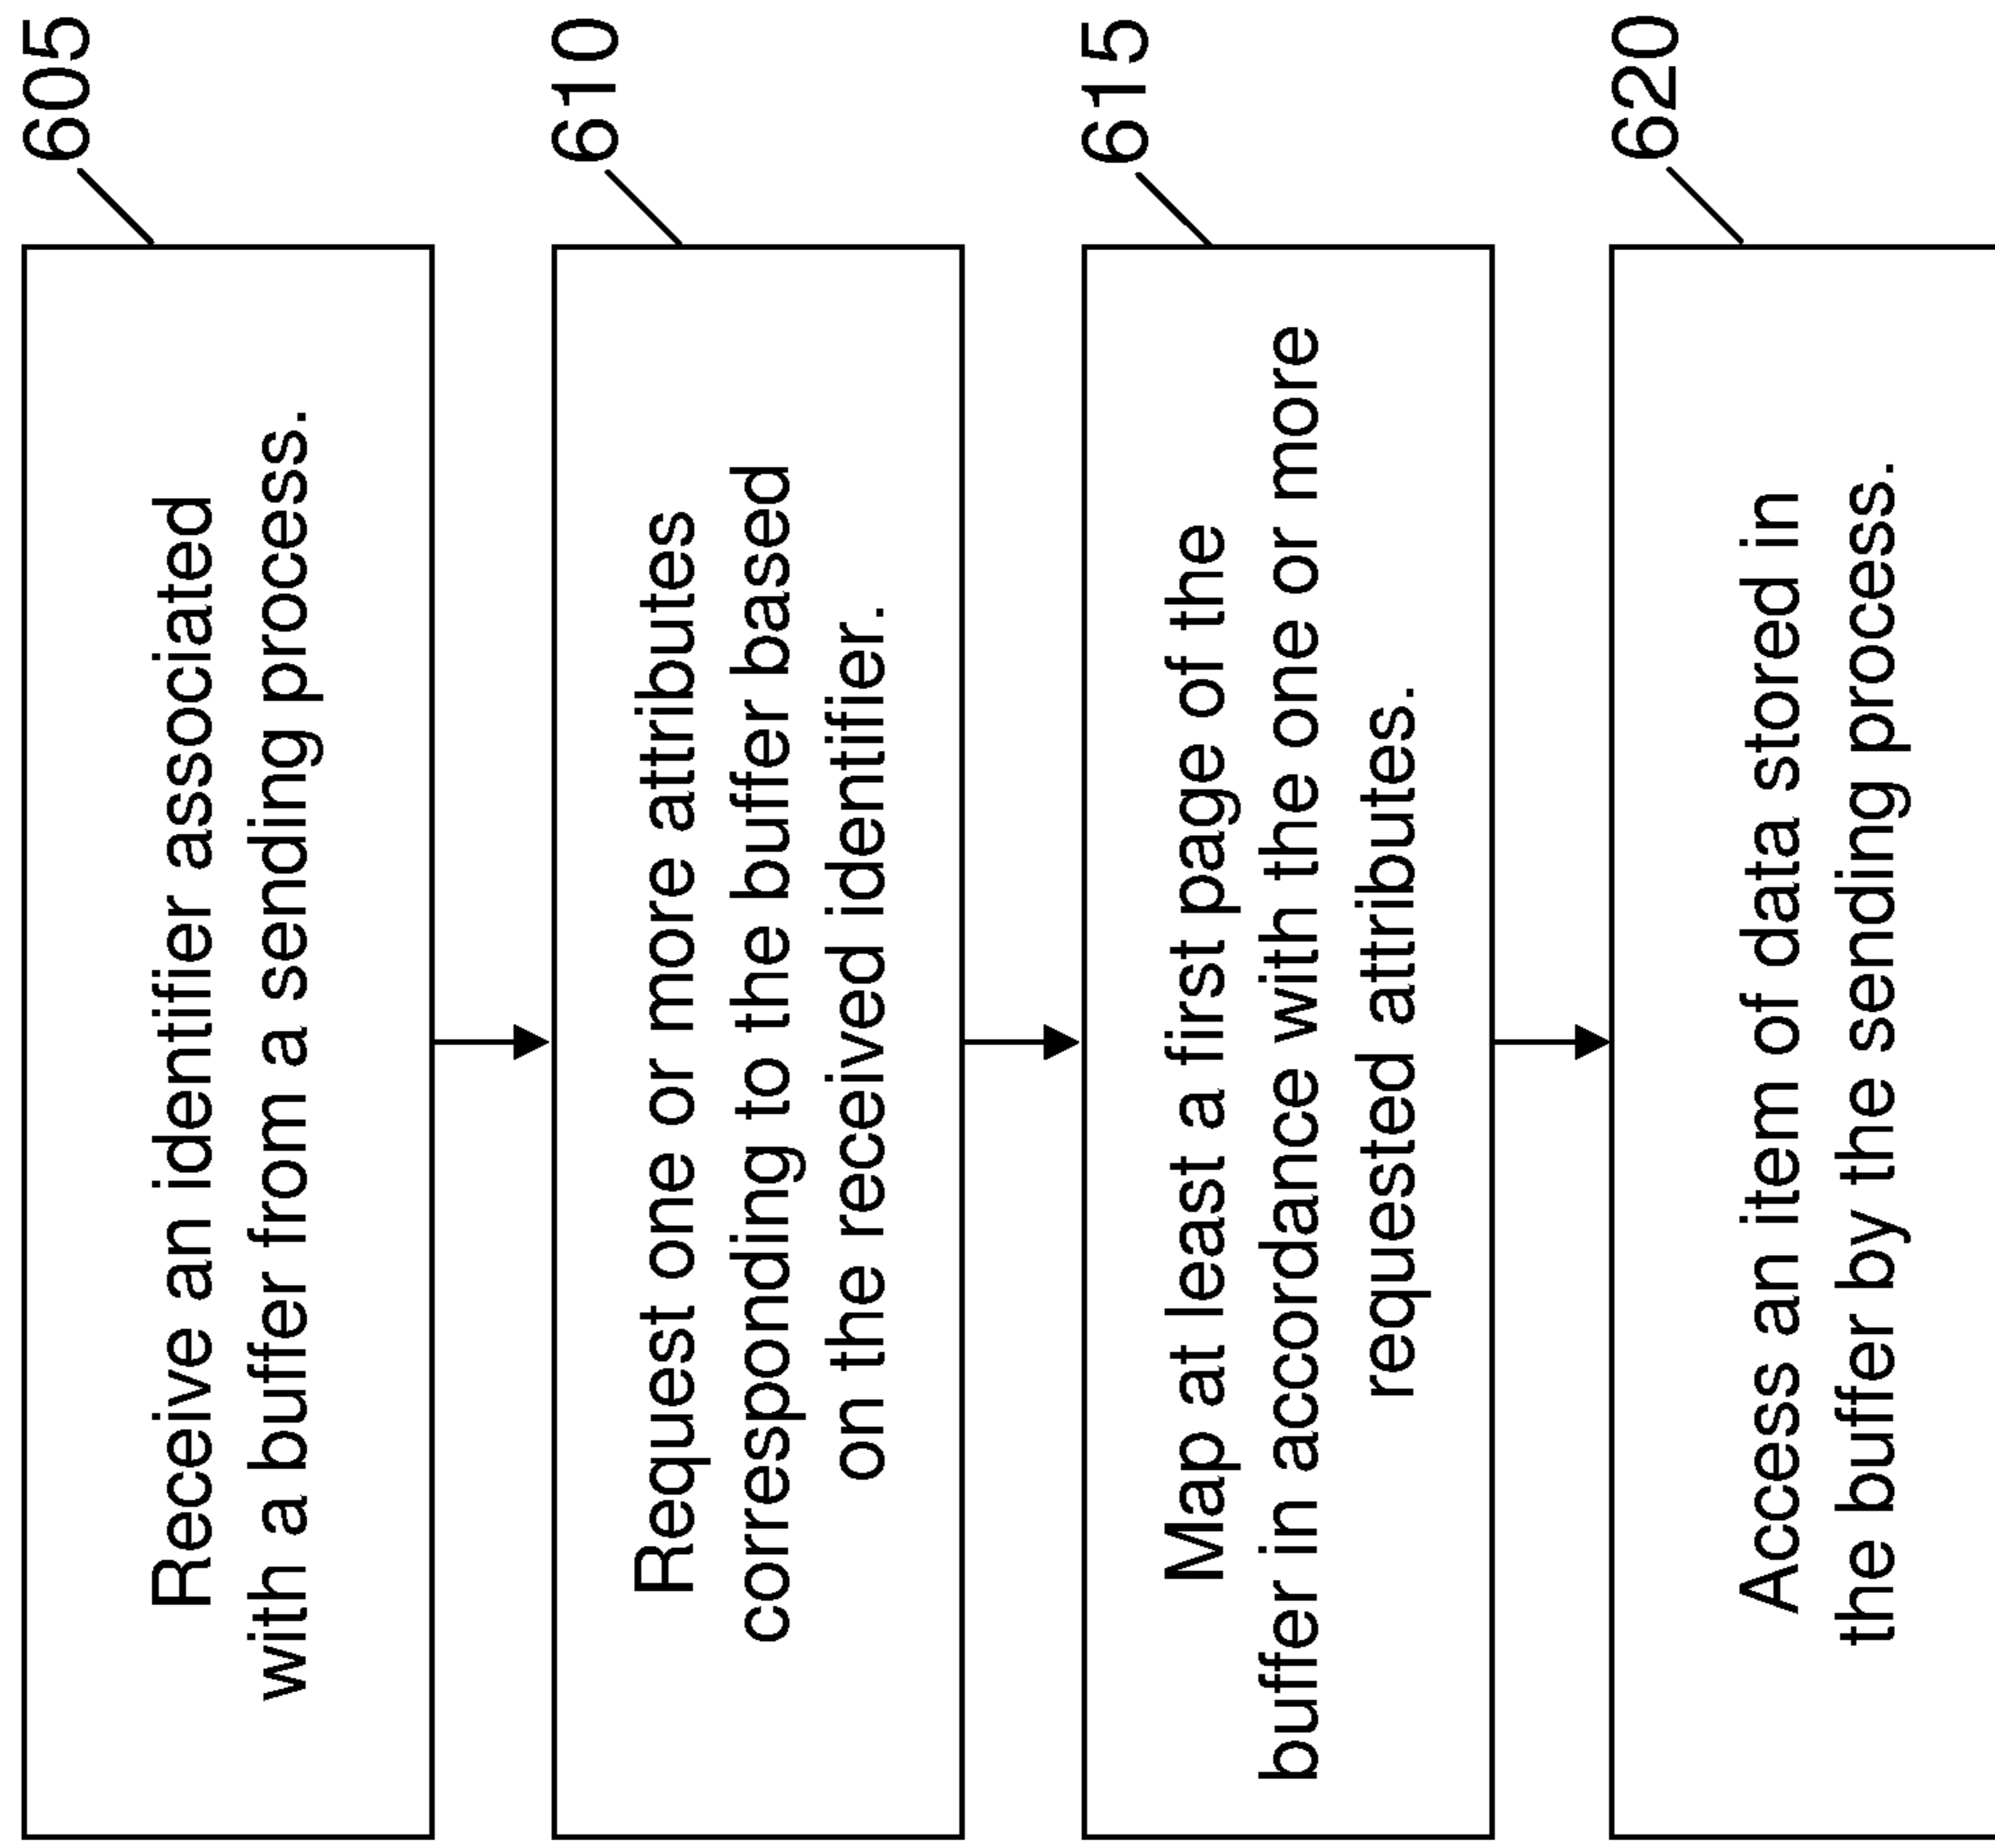 605
Receive an identifier associated
with a buffer from a sending process.
610
Request one or more attributes
corresponding to the buffer based
on the received identifier.
615
Map at least a first page of the
buffer in accordance with the one or more
requested attributes.
620
Access an item of data stored in
the buffer by the sending process.